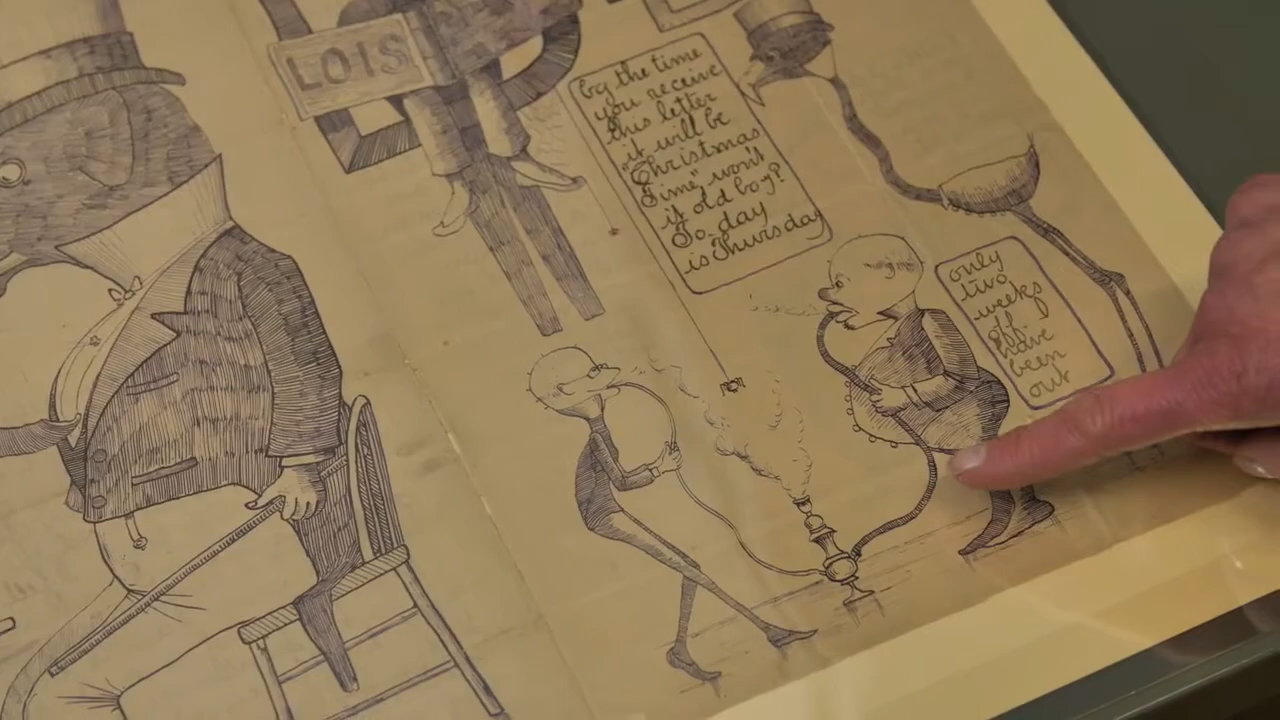 LOIS
by the time
you receive
this letter
it will be
"Christmas
Time" won't
it old boy?
To-day
is Thursday
only
two
weeks
off
have
been
out